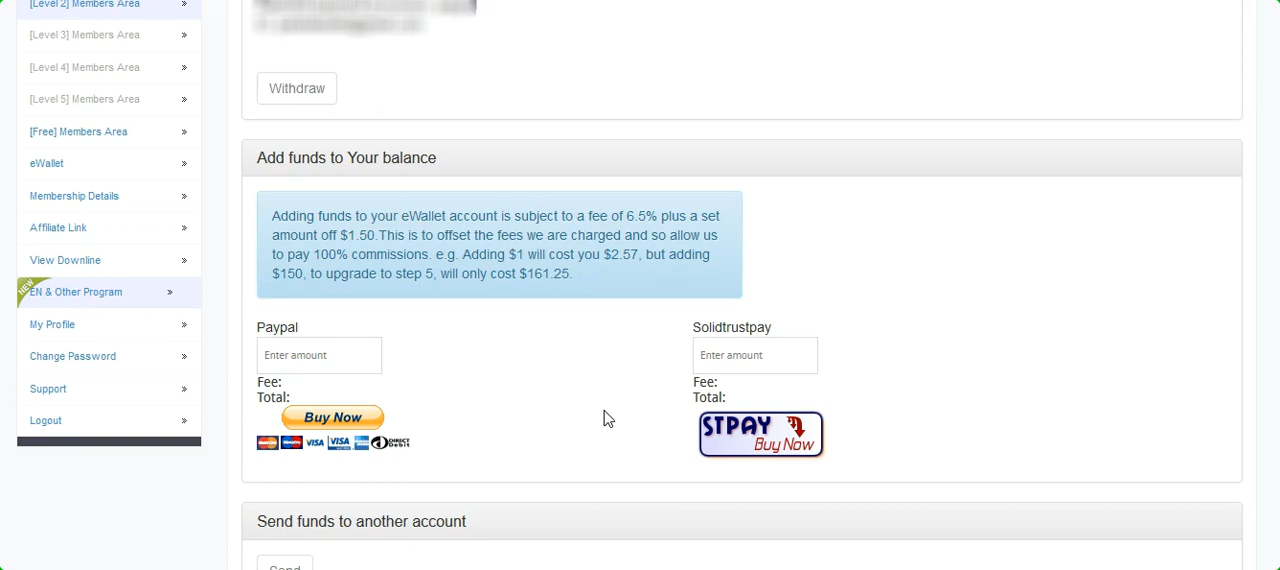 [Level 2] Members Area »
[Level 3] Members Area »
[Level 4] Members Area »
[Level 5] Members Area »
[Free] Members Area »
eWallet »
Membership Details »
Affiliate Link »
View Downline »
NEW
EN & Other Program »
My Profile »
Change Password »
Support »
Logout »
Withdraw
Add funds to Your balance
Adding funds to your eWallet account is subject to a fee of 6.5% plus a set
amount off $1.50.This is to offset the fees we are charged and so allow us
to pay 100% commissions. e.g. Adding $1 will cost you $2.57, but adding
$150, to upgrade to step 5, will only cost $161.25.
Paypal
Enter amount
Fee:
Total:
Buy Now
VISA VISA DIRECT Debit
Solidtrustpay
Enter amount
Fee:
Total:
STPAY
Buy Now
Send funds to another account
Send